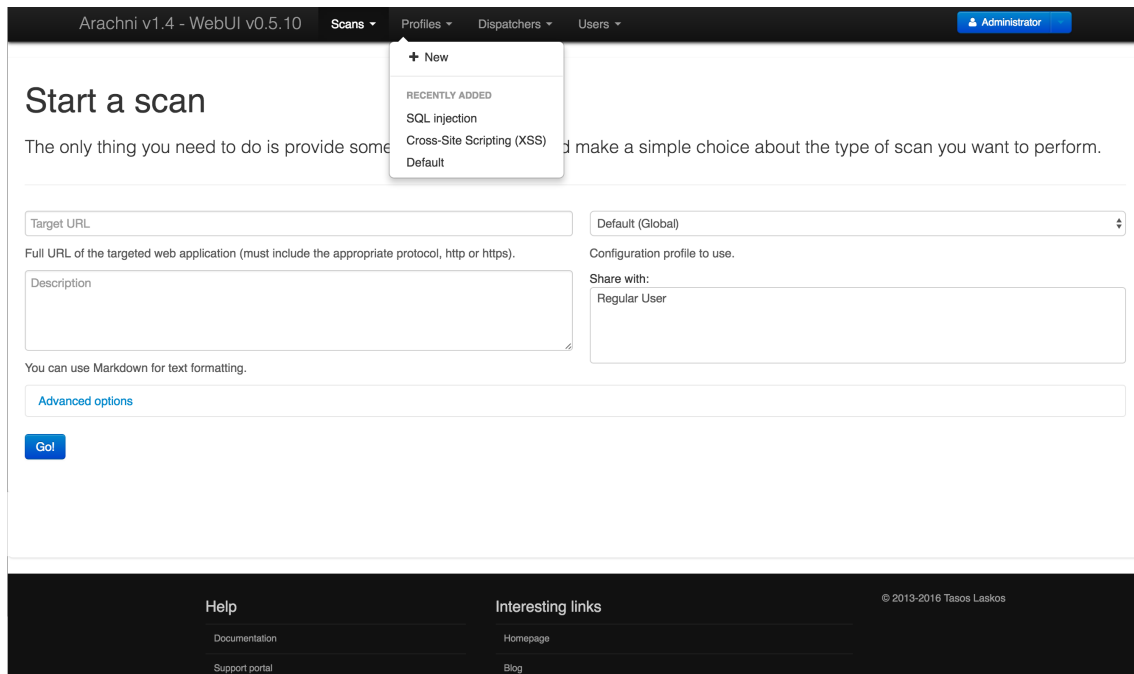 Arachni v1.4 - WebUI v0.5.10 Scans Profiles Dispatchers Users Administrator
New
RECENTLY ADDED
SQL injection
Cross-Site Scripting (XSS)
Default
Start a scan
The only thing you need to do is provide some make a simple choice about the type of scan you want to perform.
Target URL
Default (Global)
Full URL of the targeted web application (must include the appropriate protocol, http or https).
Configuration profile to use.
Description
Share with:
Regular User
You can use Markdown for text formatting.
Advanced options
Go!
Help
Documentation
Support portal
Interesting links
Homepage
Blog
© 2013-2016 Tasos Laskos